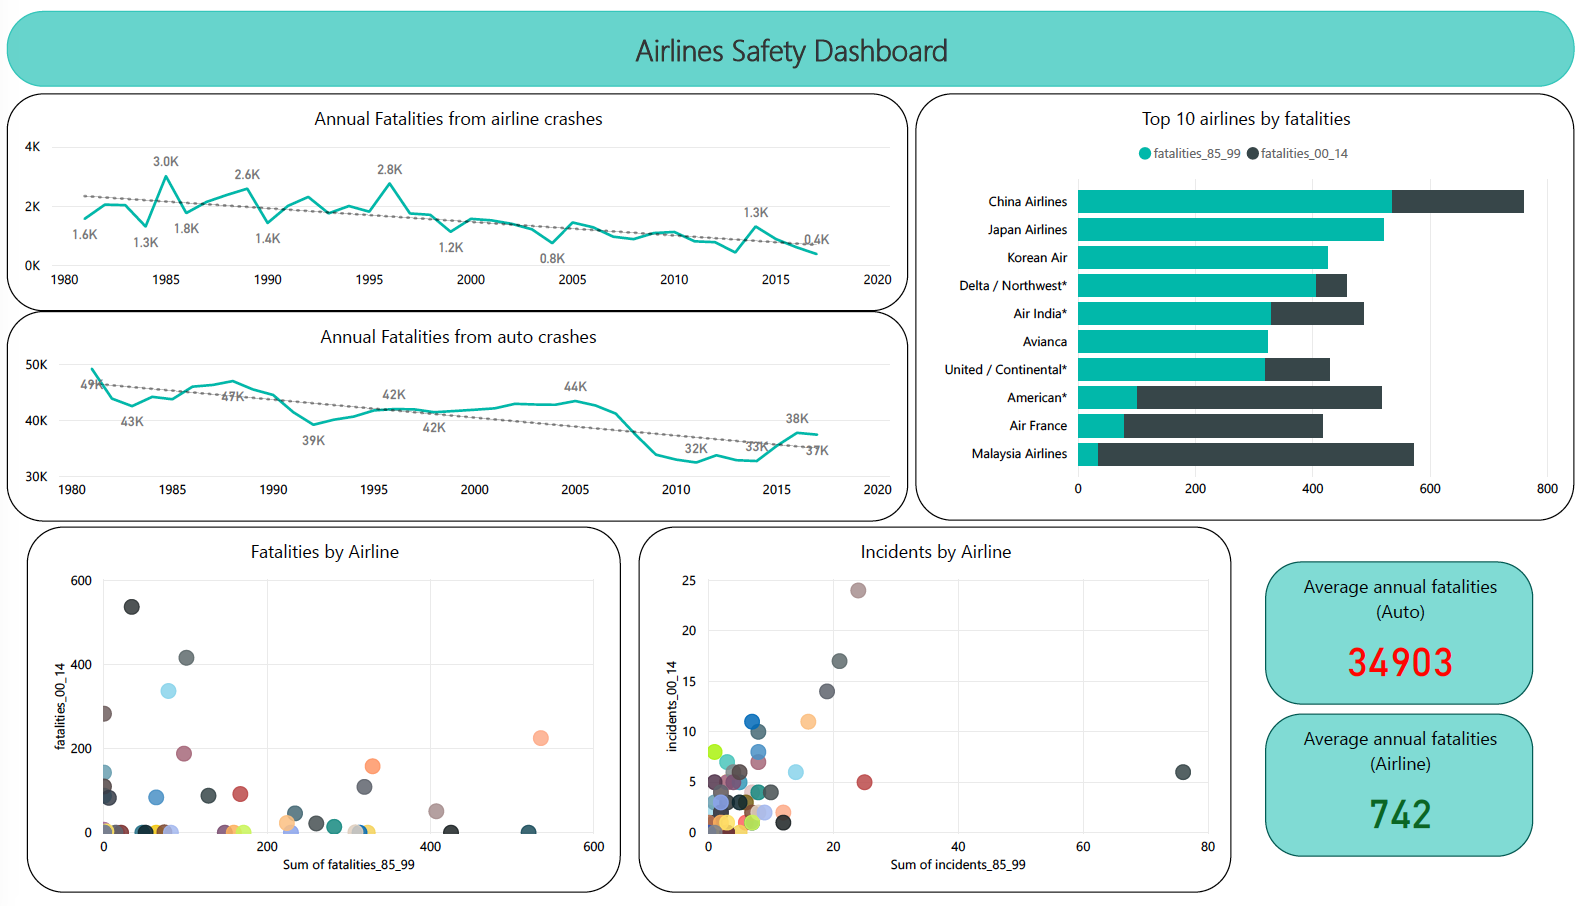 Airlines Safety Dashboard
Annual Fatalities from airline crashes
4K
2K
0K
3.0K
2.6K
2.8K
1.6K
1.3K
1.8K
1.4K
1.2K
0.8K
1.3K
0.4K
1980 1985 1990 1995 2000 2005 2010 2015 2020
Top 10 airlines by fatalities
fatalities_85_99 fatalities_00_14
China Airlines
Japan Airlines
Korean Air
Delta / Northwest*
Air India*
Avianca
United / Continental*
American*
Air France
Malaysia Airlines
0 200 400 600 800
Annual Fatalities from auto crashes
50K
40K
30K
49K
43K
47K
39K
42K
42K
44K
32K
33K
38K
37K
1980 1985 1990 1995 2000 2005 2010 2015 2020
Fatalities by Airline
fatalities_00_14
600
400
200
0
0 200 400 600
Sum of fatalities_85_99
Incidents by Airline
incidents_00_14
25
20
15
10
5
0
0 20 40 60 80
Sum of incidents_85_99
Average annual fatalities
(Auto)
34903
Average annual fatalities
(Airline)
742